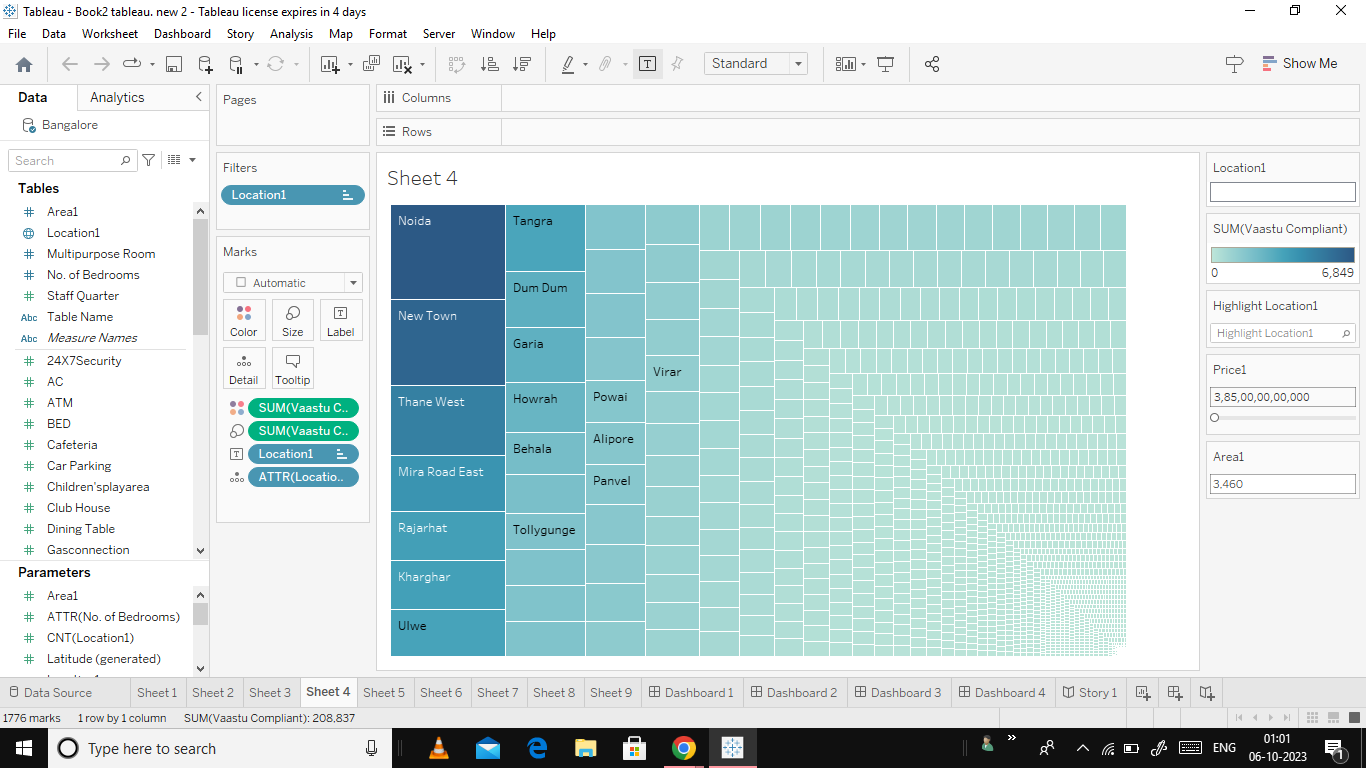 Tableau - Book2 tableau. new 2 - Tableau license expires in 4 days
File Data Worksheet Dashboard Story Analysis Map Format Server Window Help
Standard
Show Me
Data
Analytics
Bangalore
Search
Tables
Area1
Location1
Multipurpose Room
No. of Bedrooms
Staff Quarter
Abc Table Name
Abc Measure Names
24X7Security
AC
ATM
BED
Cafeteria
Car Parking
Children'splayarea
Club House
Dining Table
Gasconnection
Parameters
Area1
ATTR(No. of Bedrooms)
CNT(Location1)
Latitude (generated)
Pages
Filters
Location1
Marks
Automatic
Color
Size
Label
Detail
Tooltip
SUM(Vaastu C..
SUM(Vaastu C..
Location1
ATTR(Locatio..
Columns
Rows
Sheet 4
Noida
New Town
Thane West
Mira Road East
Rajarhat
Kharghar
Ulwe
Tangra
Dum Dum
Garia
Howrah
Behala
Tollygunge
Powai
Alipore
Panvel
Virar
Location1
SUM(Vaastu Compliant)
0 6,849
Highlight Location1
Highlight Location1
Price1
3,85,00,00,00,000
Area1
3,460
Data Source Sheet 1 Sheet 2 Sheet 3 Sheet 4 Sheet 5 Sheet 6 Sheet 7 Sheet 8 Sheet 9 Dashboard 1 Dashboard 2 Dashboard 3 Dashboard 4 Story 1
1776 marks 1 row by 1 column SUM(Vaastu Compliant): 208,837
Type here to search
ENG
01:01
06-10-2023
1